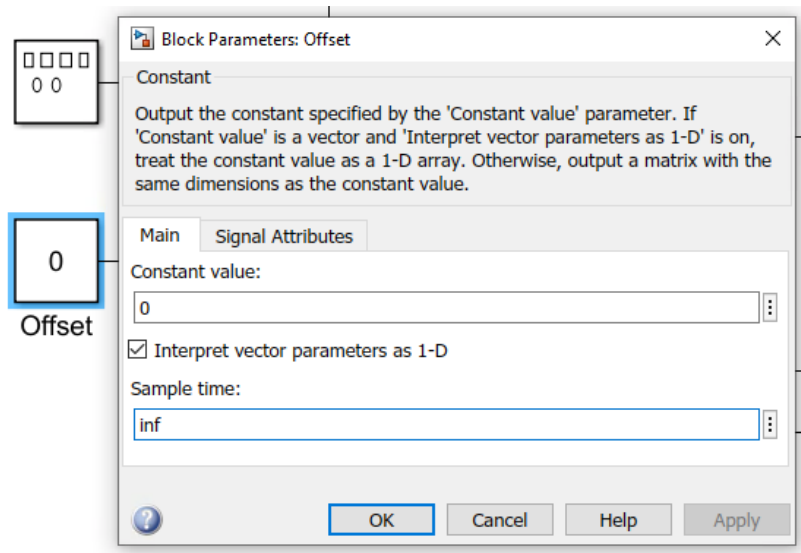 Block Parameters: Offset
Constant
Output the constant specified by the 'Constant value' parameter. If
'Constant value' is a vector and 'Interpret vector parameters as 1-D' is on,
treat the constant value as a 1-D array. Otherwise, output a matrix with the
same dimensions as the constant value.
Main
Signal Attributes
Constant value:
0
Interpret vector parameters as 1-D
Sample time:
inf
OK
Cancel
Help
Apply
0
Offset